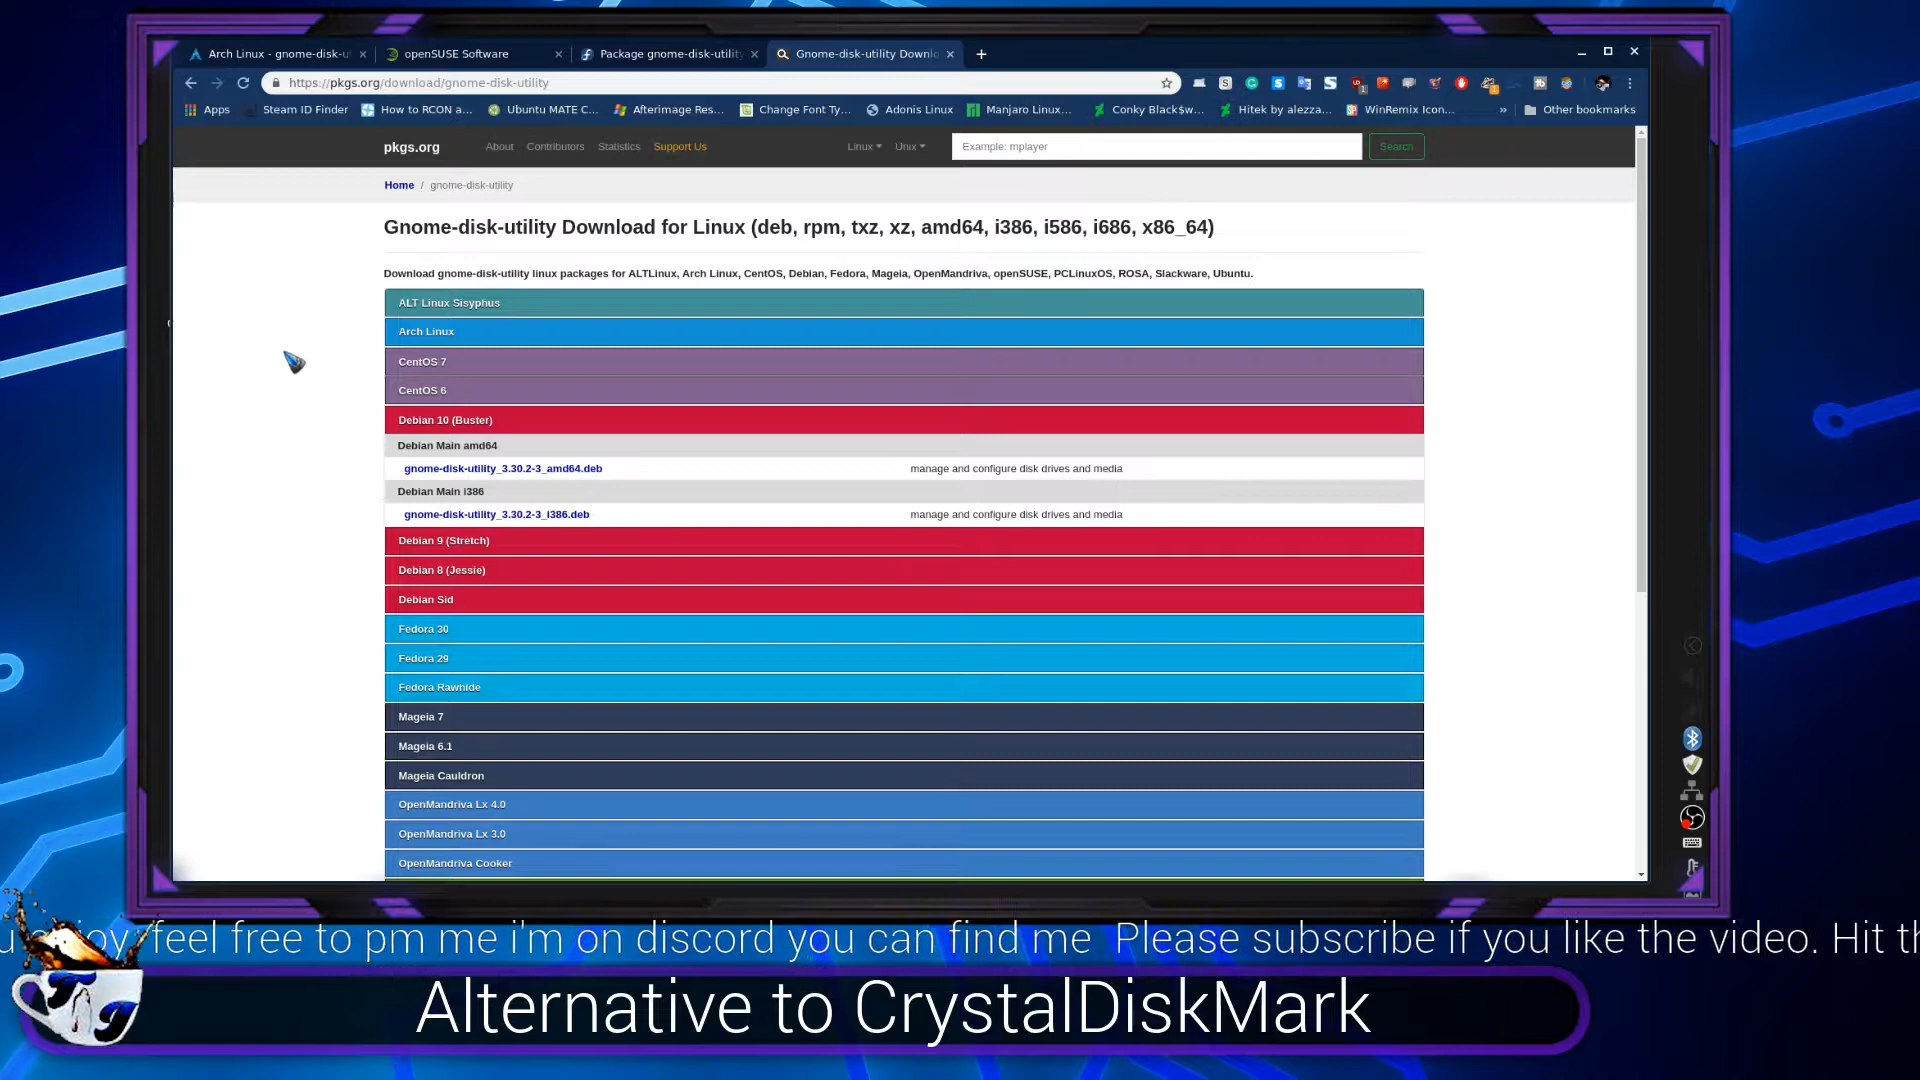 Arch Linux - gnome-disk-ut
openSUSE Software
Package gnome-disk-utility
Gnome-disk-utility Downlo
https://pkgs.org/download/gnome-disk-utility
Apps
Steam ID Finder
How to RCON a...
Ubuntu MATE C...
Afterimage Res...
Change Font Ty...
Adonis Linux
Manjaro Linux...
Conky Black$w...
Hitek by alezza...
WinRemix Icon...
»
Other bookmarks
pkgs.org
About
Contributors
Statistics
Support Us
Linux
Unix
Example: mplayer
Search
Home / gnome-disk-utility
Gnome-disk-utility Download for Linux (deb, rpm, txz, xz, amd64, i386, i586, i686, x86_64)
Download gnome-disk-utility linux packages for ALTLinux, Arch Linux, CentOS, Debian, Fedora, Mageia, OpenMandriva, openSUSE, PCLinuxOS, ROSA, Slackware, Ubuntu.
ALT Linux Sisyphus
Arch Linux
CentOS 7
CentOS 6
Debian 10 (Buster)
Debian Main amd64
gnome-disk-utility_3.30.2-3_amd64.deb manage and configure disk drives and media
Debian Main i386
gnome-disk-utility_3.30.2-3_i386.deb manage and configure disk drives and media
Debian 9 (Stretch)
Debian 8 (Jessie)
Debian Sid
Fedora 30
Fedora 29
Fedora Rawhide
Mageia 7
Mageia 6.1
Mageia Cauldron
OpenMandriva Lx 4.0
OpenMandriva Lx 3.0
OpenMandriva Cooker
u enjoy, feel free to pm me i'm on discord you can find me Please subscribe if you like the video. Hit th
Alternative to CrystalDiskMark